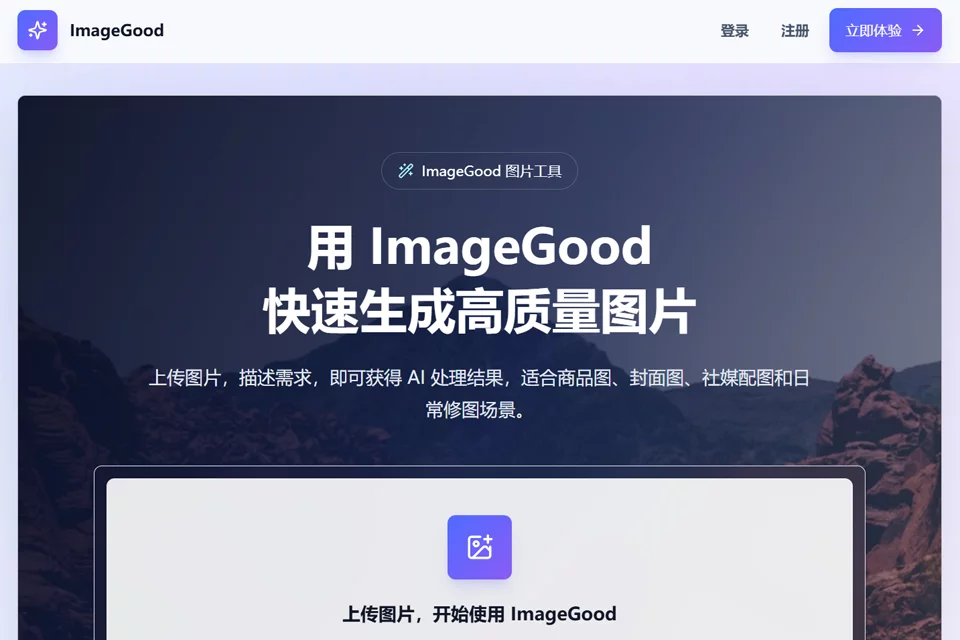 ImageGood
登录
注册
立即体验
ImageGood 图片工具
用 ImageGood
快速生成高质量图片
上传图片，描述需求，即可获得 AI 处理结果，适合商品图、封面图、社媒配图和日
常修图场景。
上传图片，开始使用 ImageGood